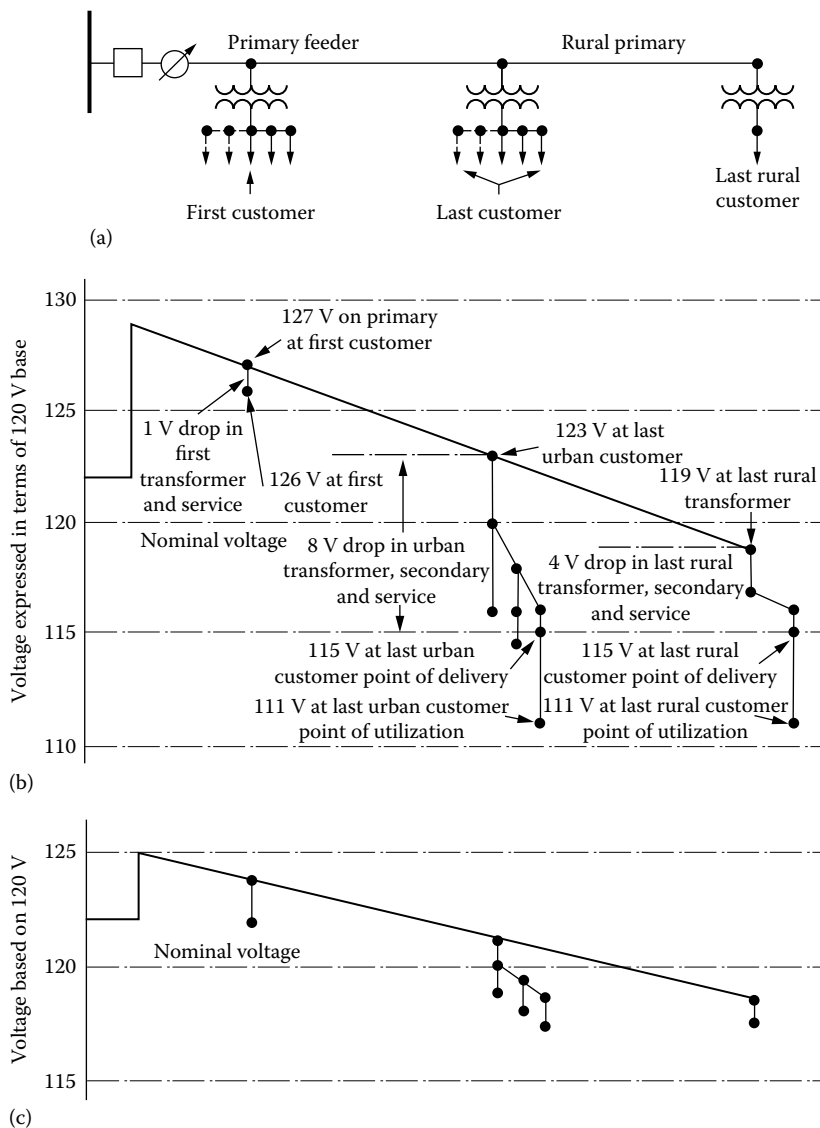 Primary feeder
Rural primary
First customer
Last customer
Last rural
customer
(a)
Voltage expressed in terms of 120 V base
130
125
120
115
110
127 V on primary
at first customer
1 V drop in
first
transformer
and service
126 V at first
customer
123 V at last
urban customer
119 V at last rural
transformer
Nominal voltage
8 V drop in urban
transformer, secondary
and service
4 V drop in last rural
transformer, secondary
and service
115 V at last urban
customer point of delivery
115 V at last rural
customer point of delivery
111 V at last urban customer
point of utilization
111 V at last rural customer
point of utilization
(b)
Voltage based on 120 V
125
120
115
Nominal voltage
(c)